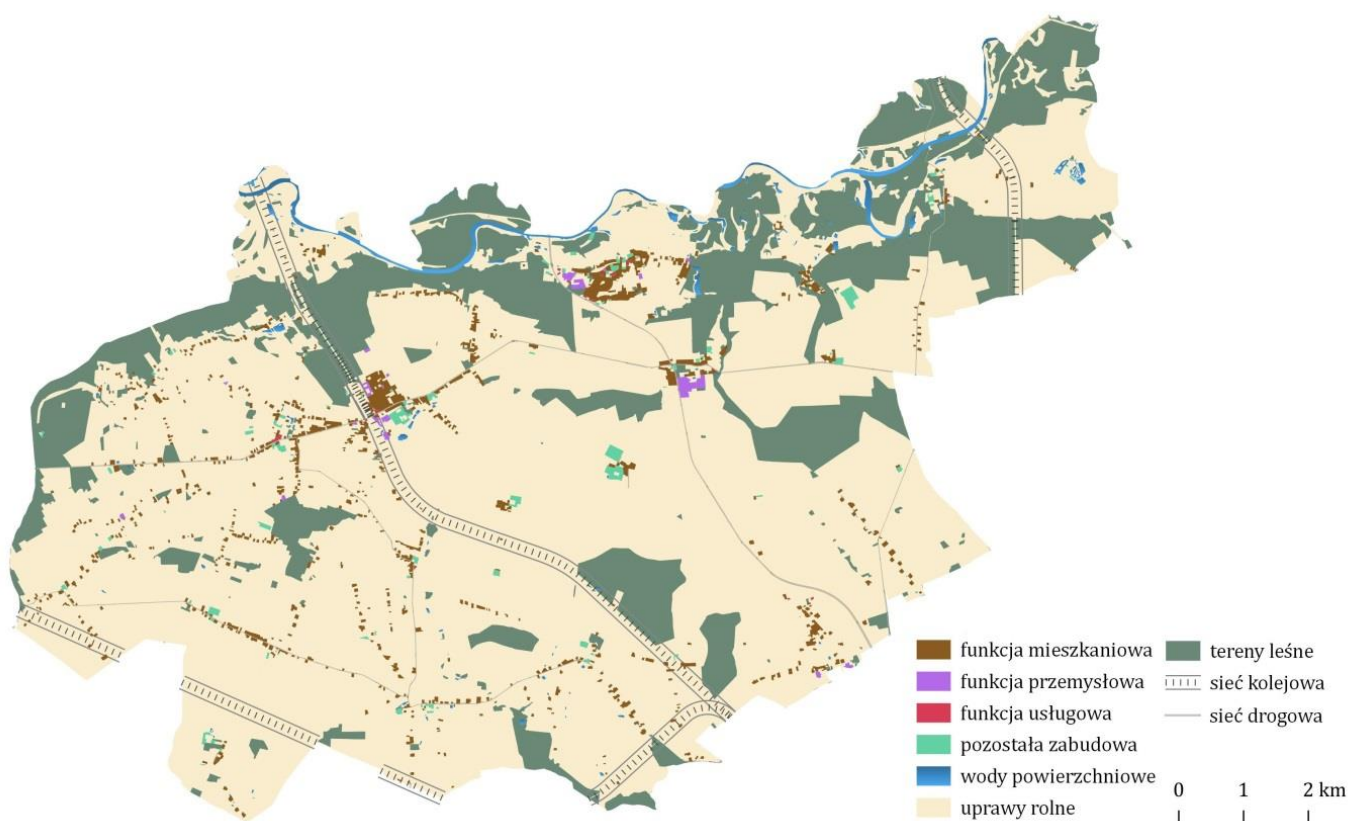 funkcja mieszkaniowa
funkcja przemysłowa
funkcja usługowa
pozostała zabudowa
wody powierzchniowe
uprawy rolne
tereny leśne
sieć kolejowa
sieć drogowa
0 1 2 km